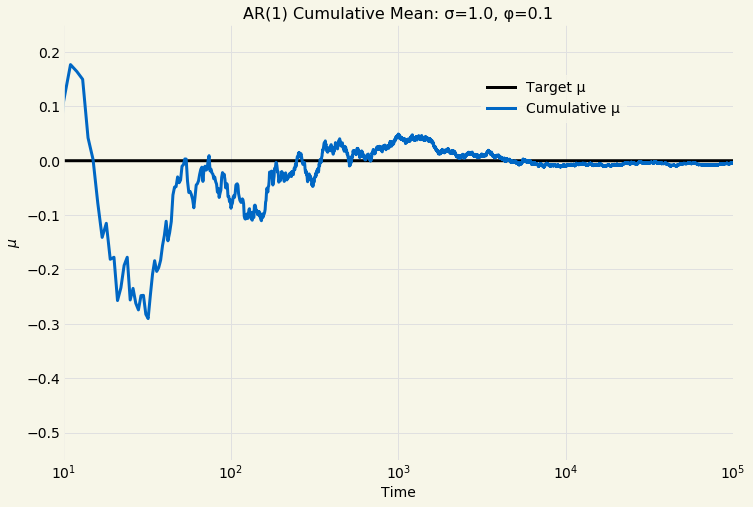 AR(1) Cumulative Mean: σ=1.0, φ=0.1
0.2
0.1
0.0
−0.1
−0.2
−0.3
−0.4
−0.5
μ
Target μ
Cumulative μ
10¹ 10² 10³ 10⁴ 10⁵
Time